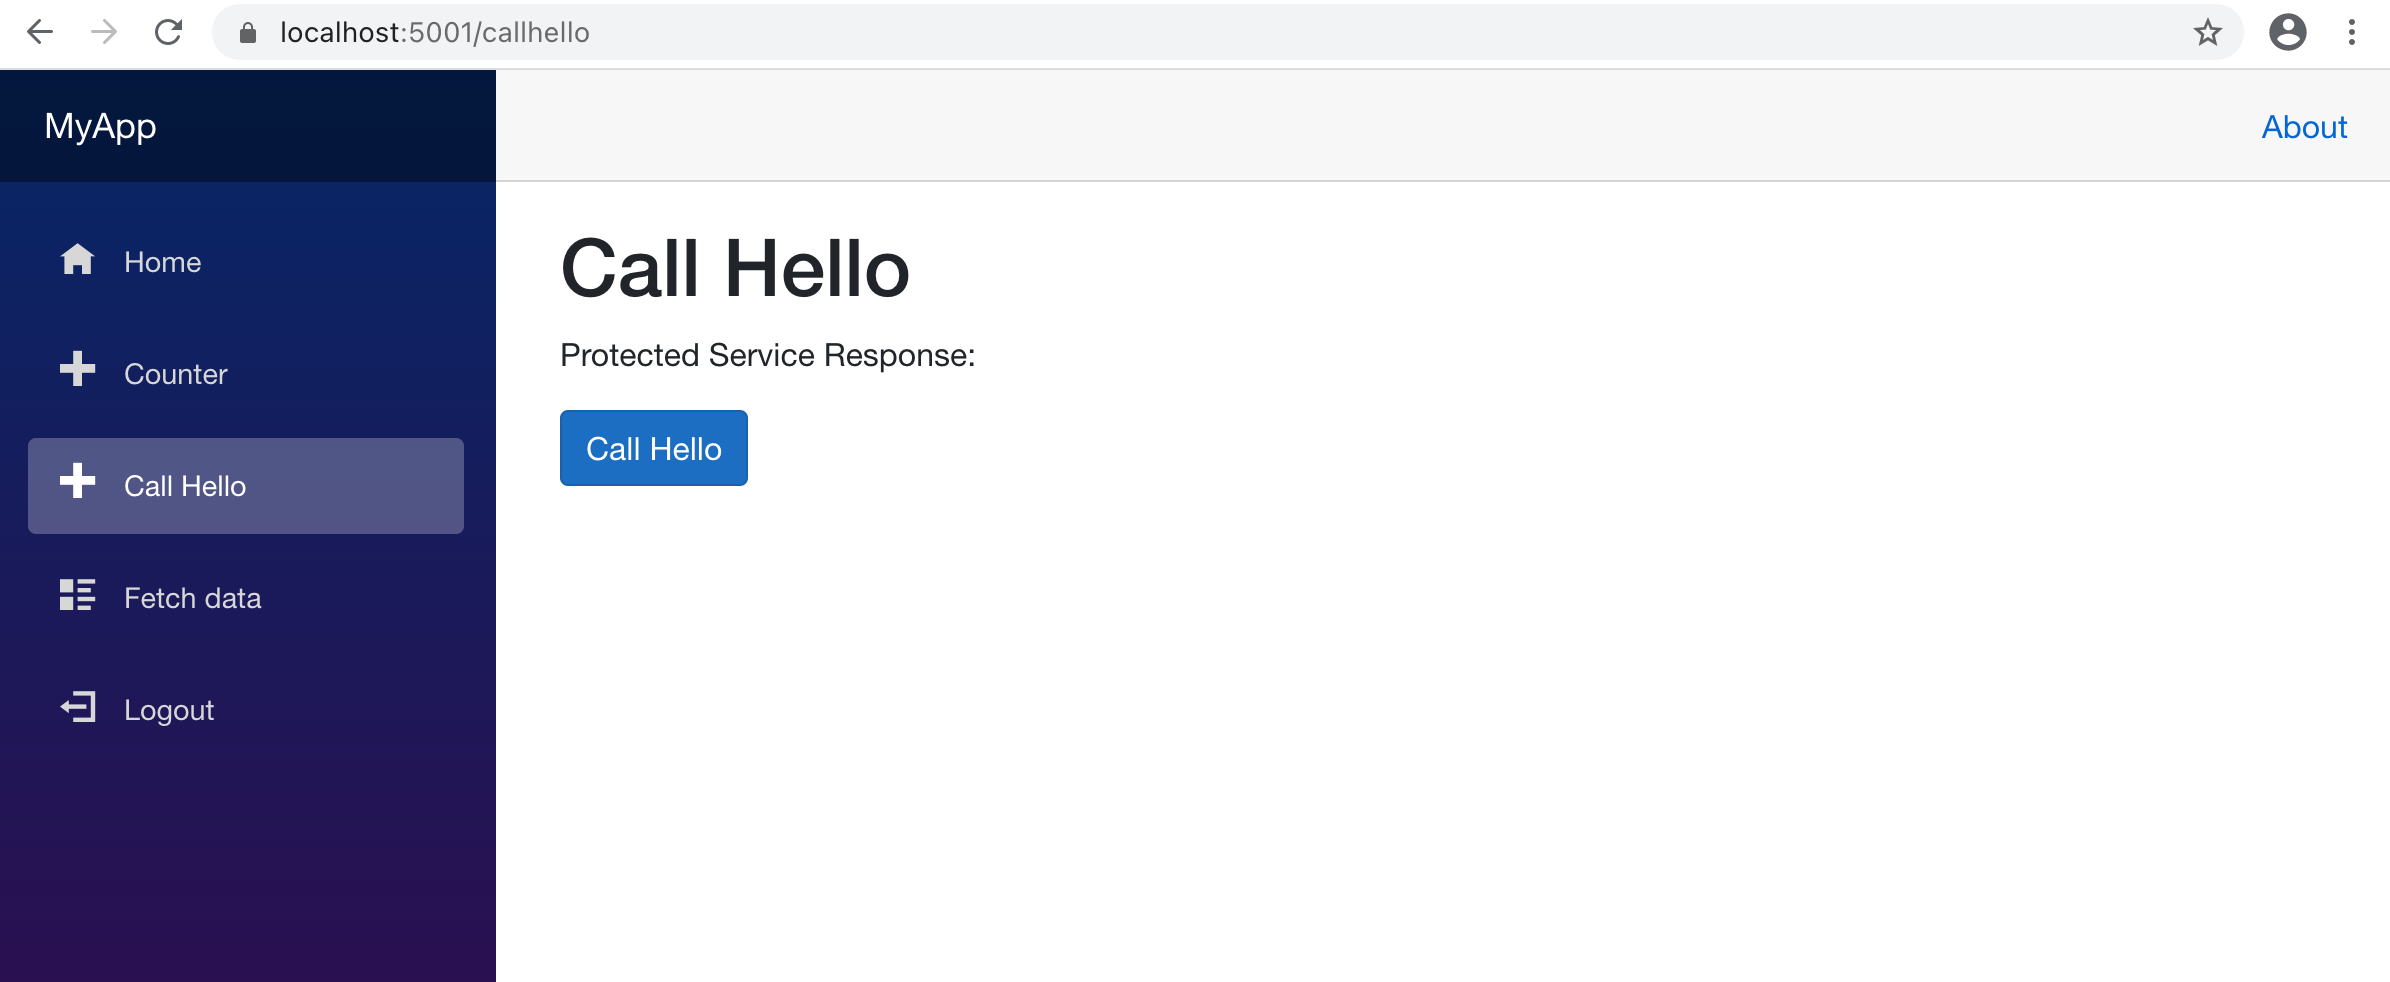 localhost:5001/callhello
MyApp
About
Home
Counter
Call Hello
Fetch data
Logout
Call Hello
Protected Service Response:
Call Hello